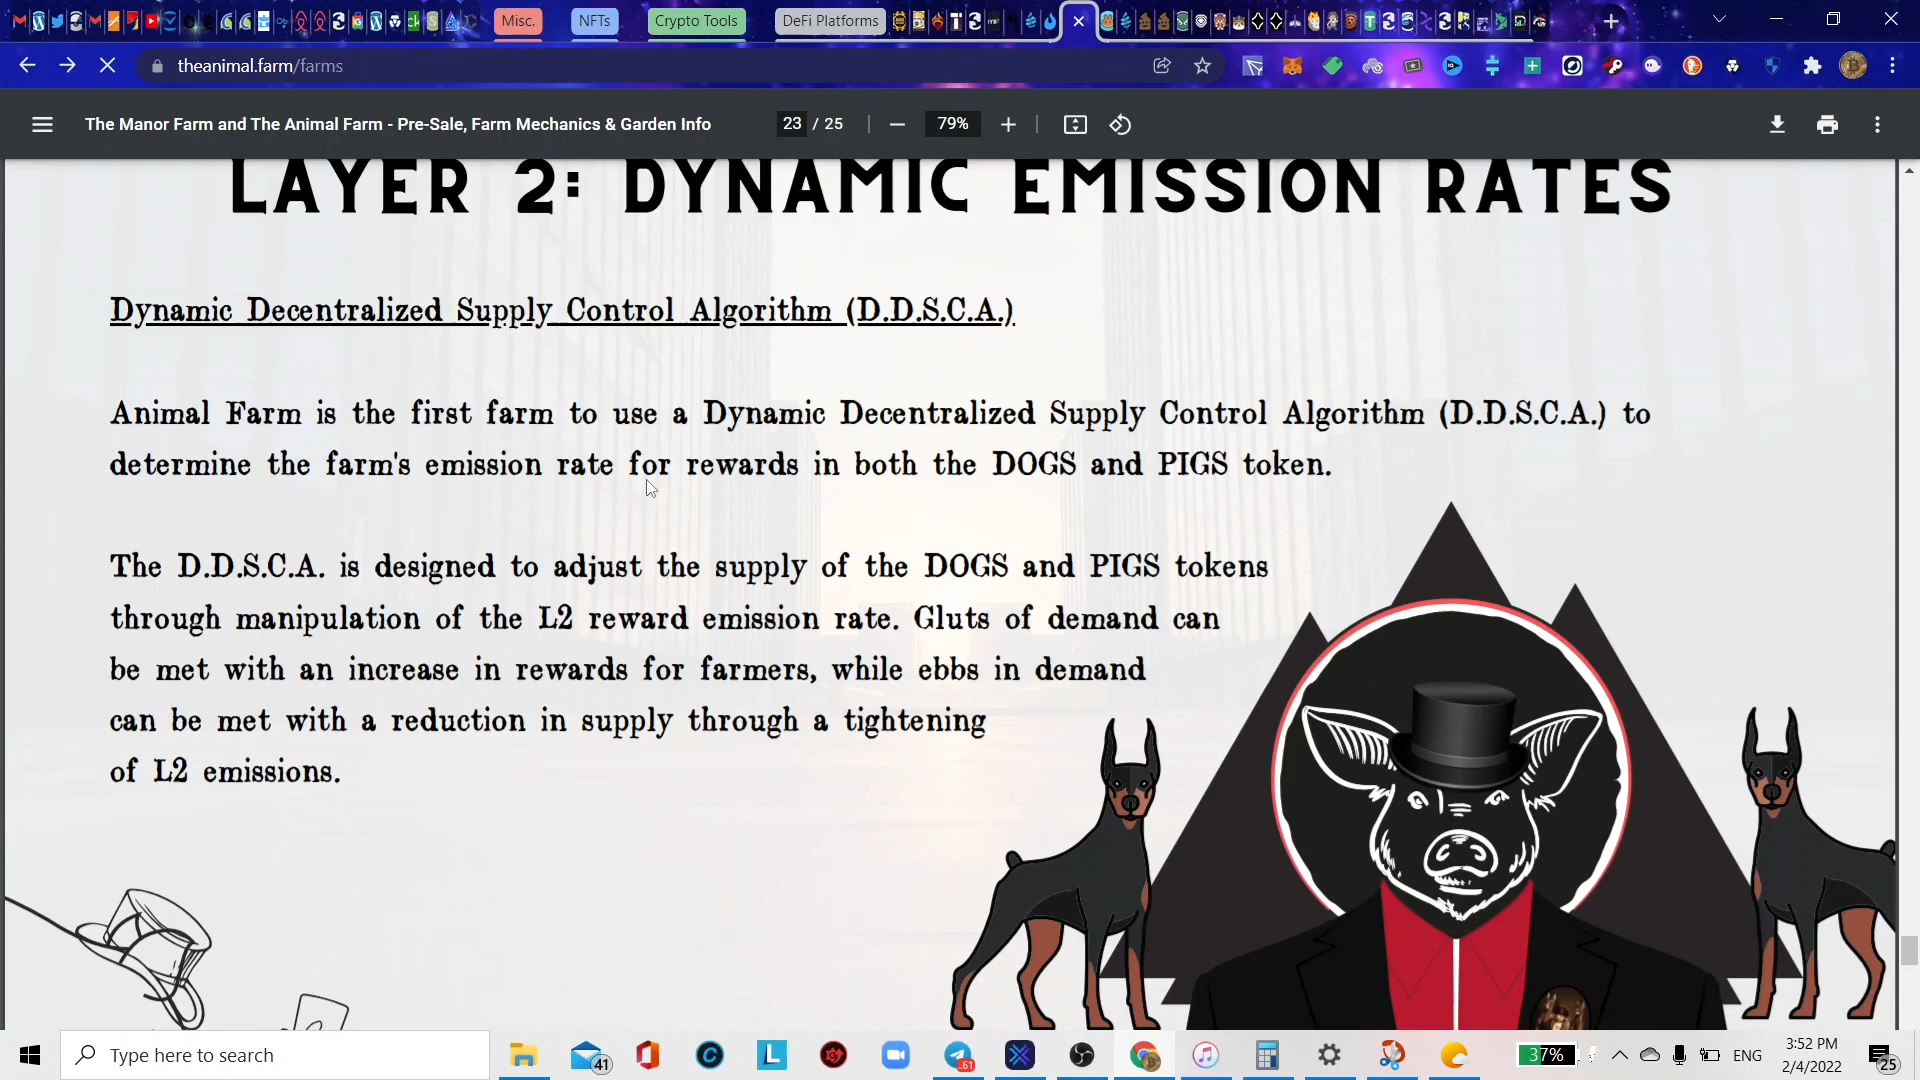 Misc.
NFTs
Crypto Tools
DeFi Platforms
theanimal.farm/farms
The Manor Farm and The Animal Farm - Pre-Sale, Farm Mechanics & Garden Info
23 / 25
79%
LAYER 2: DYNAMIC EMISSION RATES
Dynamic Decentralized Supply Control Algorithm (D.D.S.C.A.)
Animal Farm is the first farm to use a Dynamic Decentralized Supply Control Algorithm (D.D.S.C.A.) to
determine the farm's emission rate for rewards in both the DOGS and PIGS token.
The D.D.S.C.A. is designed to adjust the supply of the DOGS and PIGS tokens
through manipulation of the L2 reward emission rate. Gluts of demand can
be met with an increase in rewards for farmers, while ebbs in demand
can be met with a reduction in supply through a tightening
of L2 emissions.
Type here to search
41
61
37%
ENG
3:52 PM
2/4/2022
25